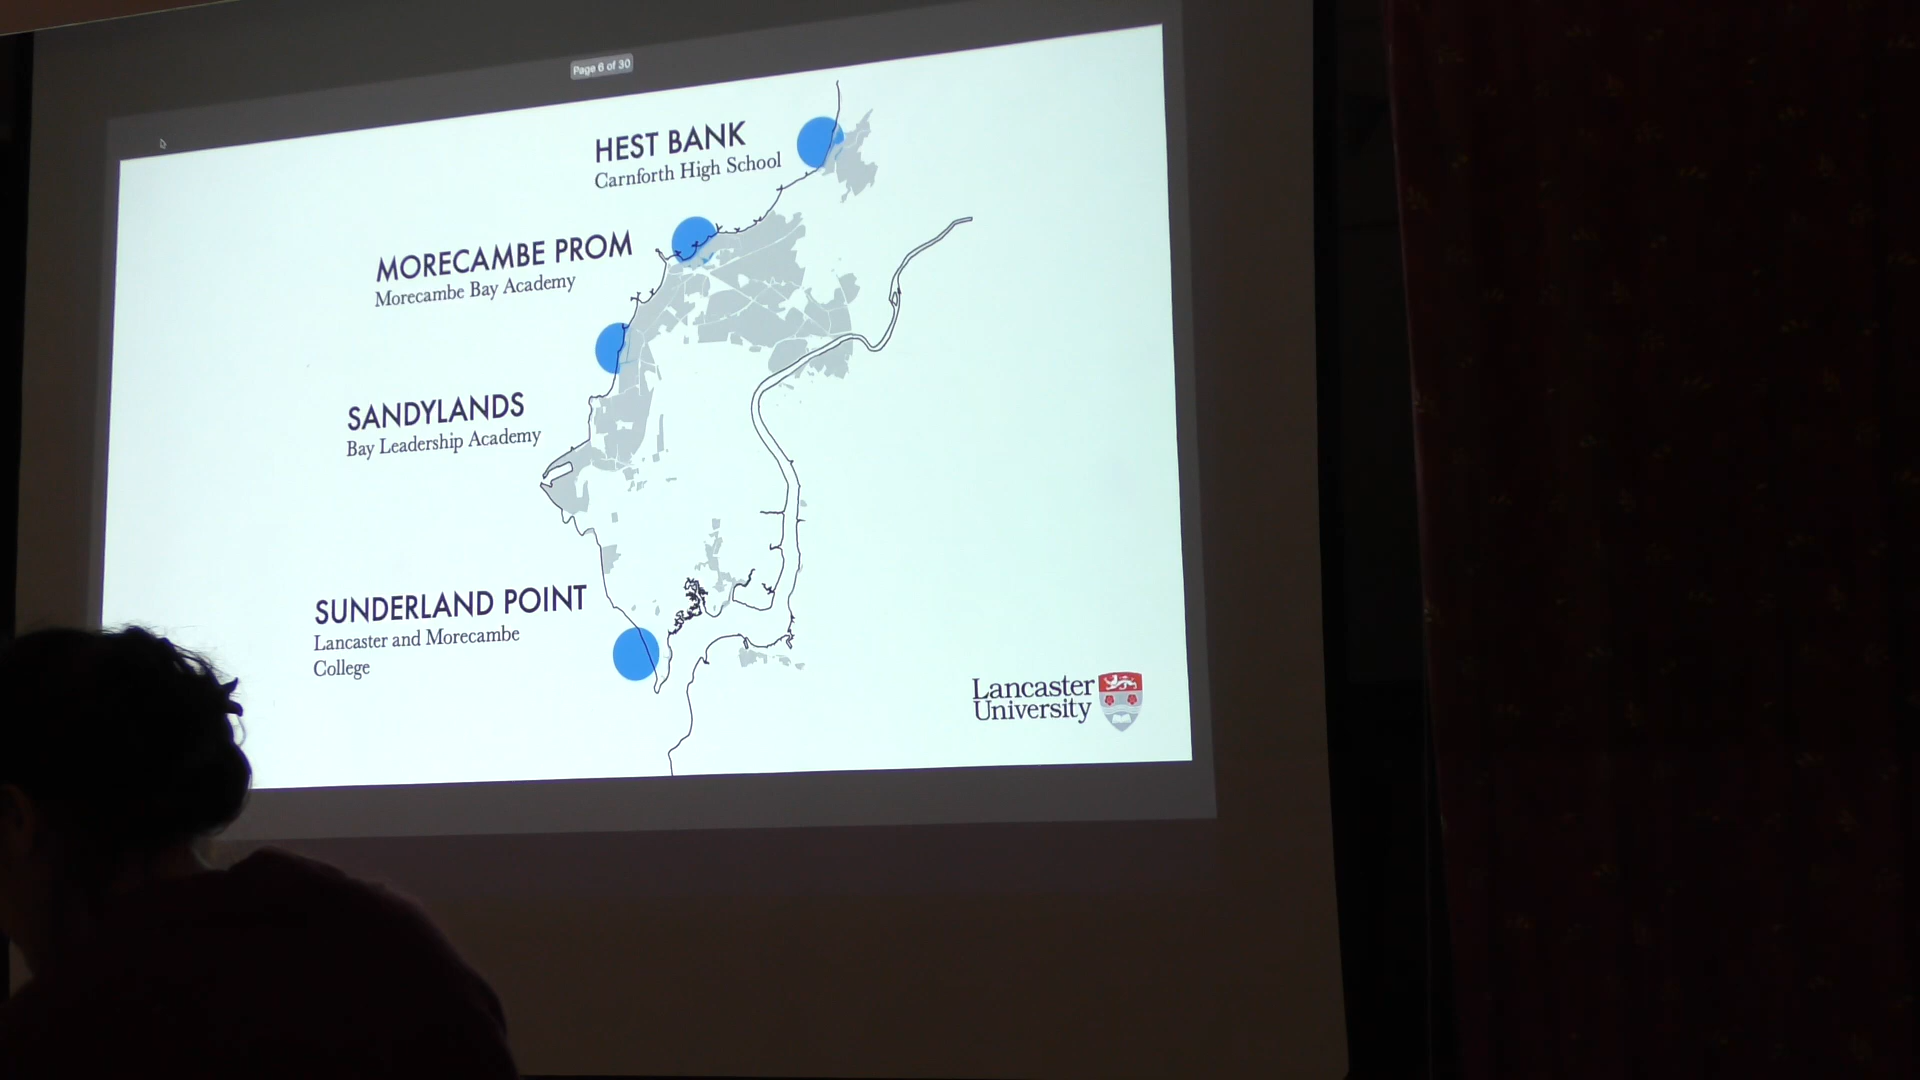 Page 6 of 30
HEST BANK
Carnforth High School
MORECAMBE PROM
Morecambe Bay Academy
SANDYLANDS
Bay Leadership Academy
SUNDERLAND POINT
Lancaster and Morecambe
College
Lancaster
University